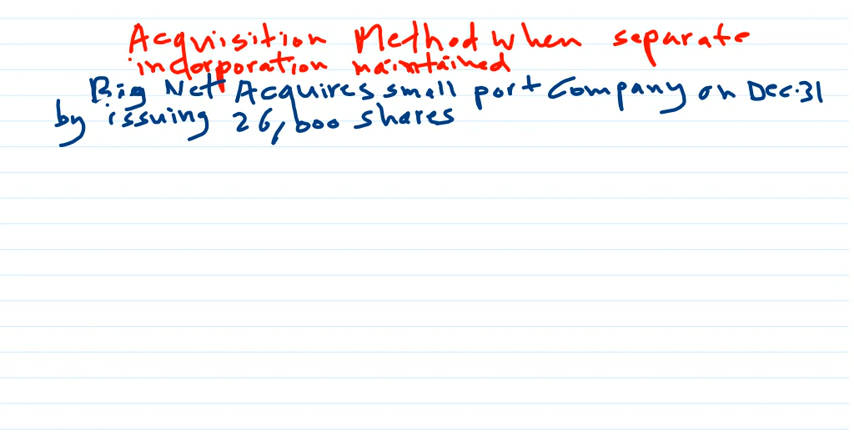 Acquisition Method when separate
incorporation maintained
Big Net Acquires small port Company on Dec.31
by issuing 26,000 shares